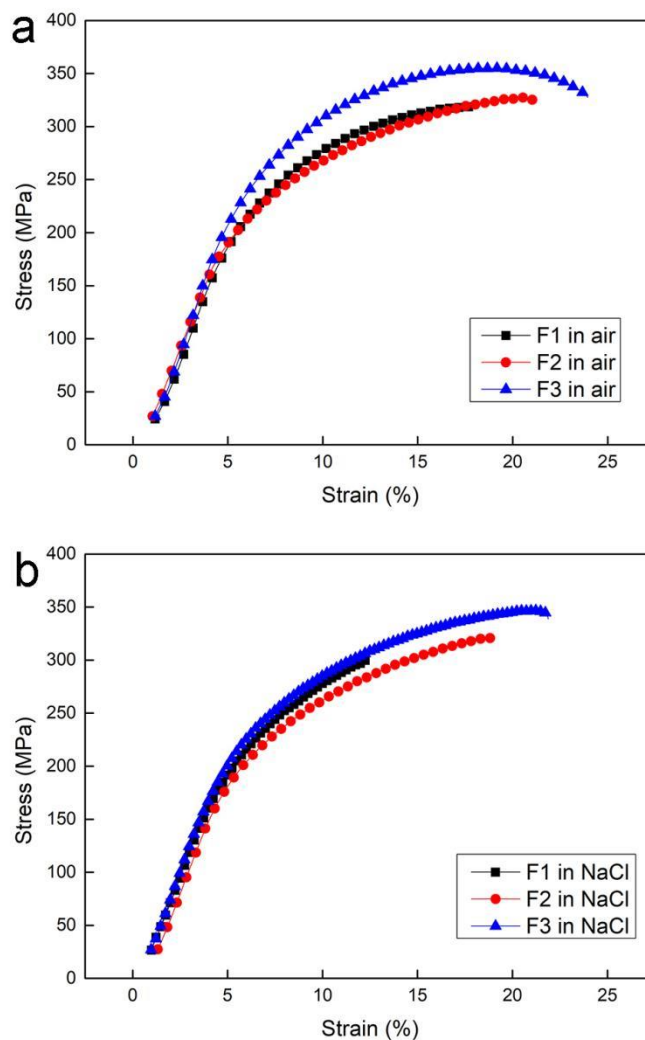 a
400
350
300
250
200
150
100
50
0
Stress (MPa)
F1 in air
F2 in air
F3 in air
0 5 10 15 20 25
Strain (%)
b
400
350
300
250
200
150
100
50
0
Stress (MPa)
F1 in NaCl
F2 in NaCl
F3 in NaCl
0 5 10 15 20 25
Strain (%)